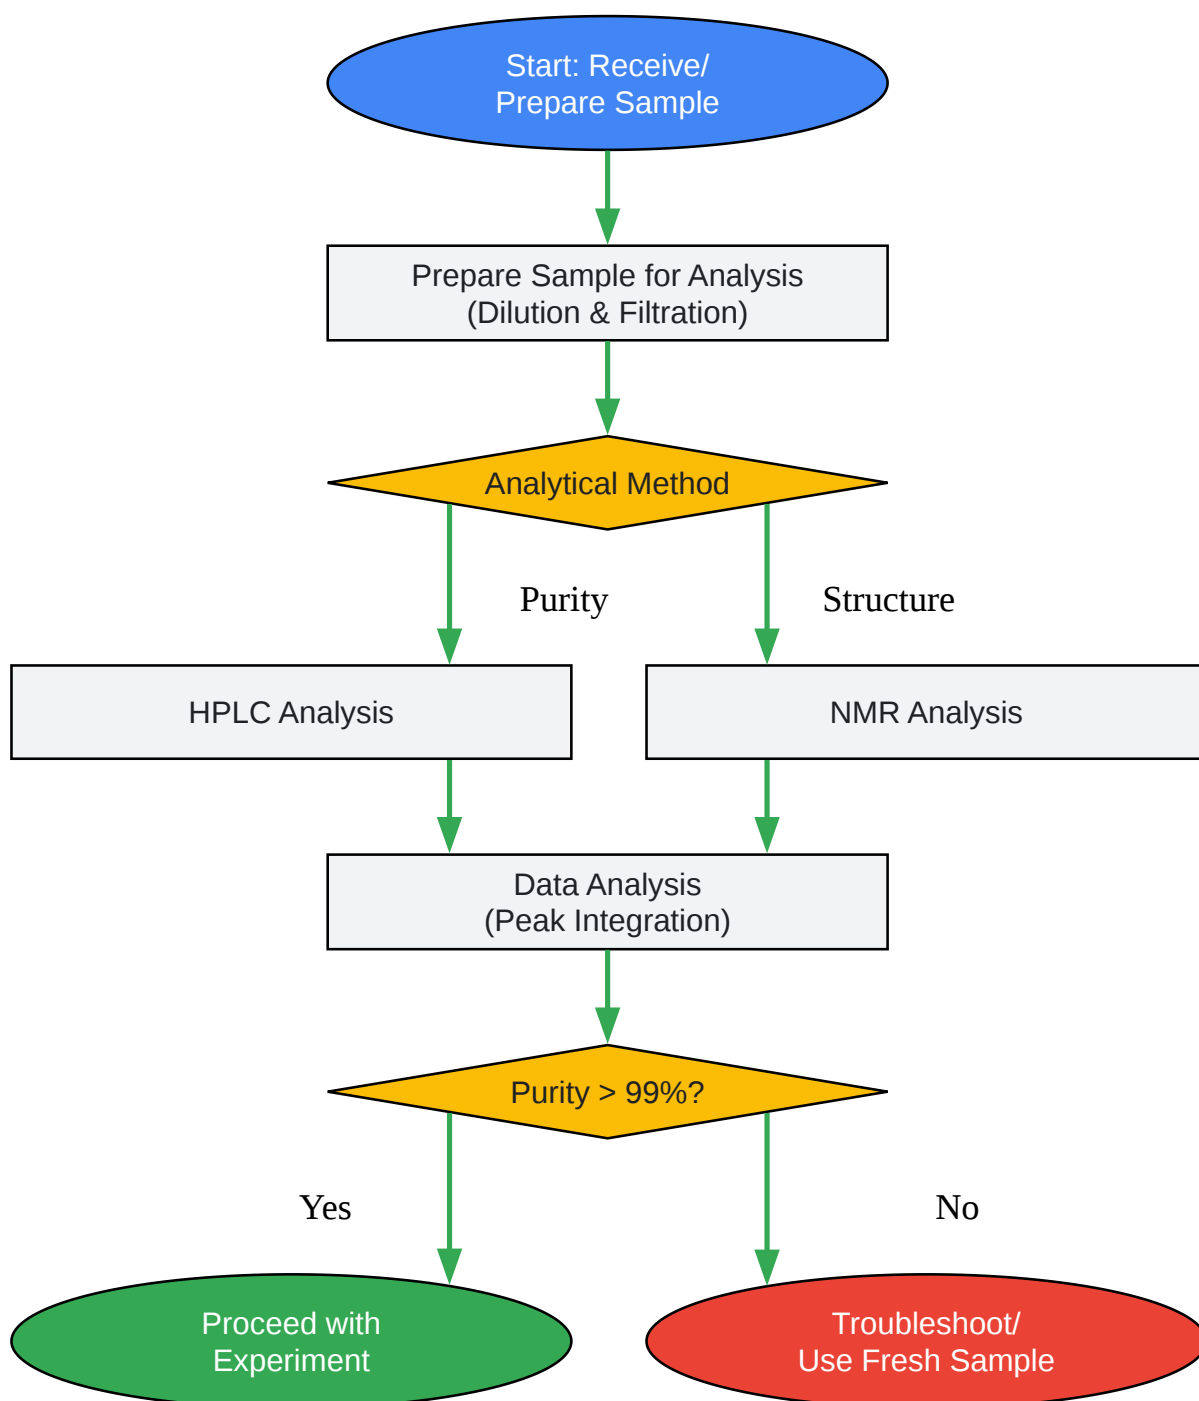 Start: Receive/
Prepare Sample
Prepare Sample for Analysis
(Dilution & Filtration)
Analytical Method
Purity
Structure
HPLC Analysis
NMR Analysis
Data Analysis
(Peak Integration)
Purity > 99%?
Yes
No
Proceed with
Experiment
Troubleshoot/
Use Fresh Sample